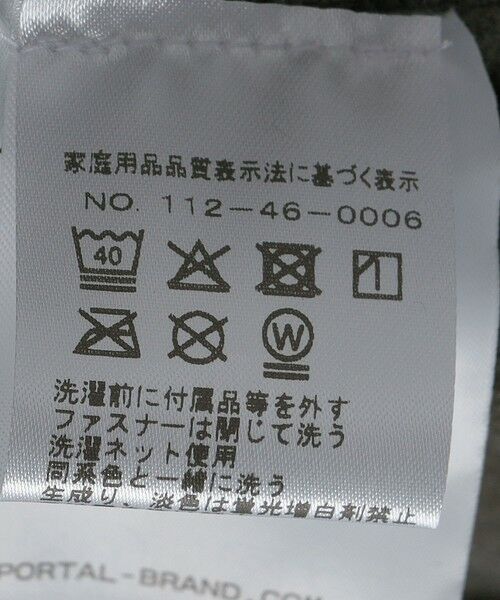 家庭用品品質表示法に基づく表示
NO. 112-46-0006
40
W
洗濯前に付属品等を外す
ファスナーは閉じて洗う
洗濯ネット使用
同系色と一緒に洗う
生成り、淡色は蛍光増白剤禁止
PORTAL-BRAND.CO